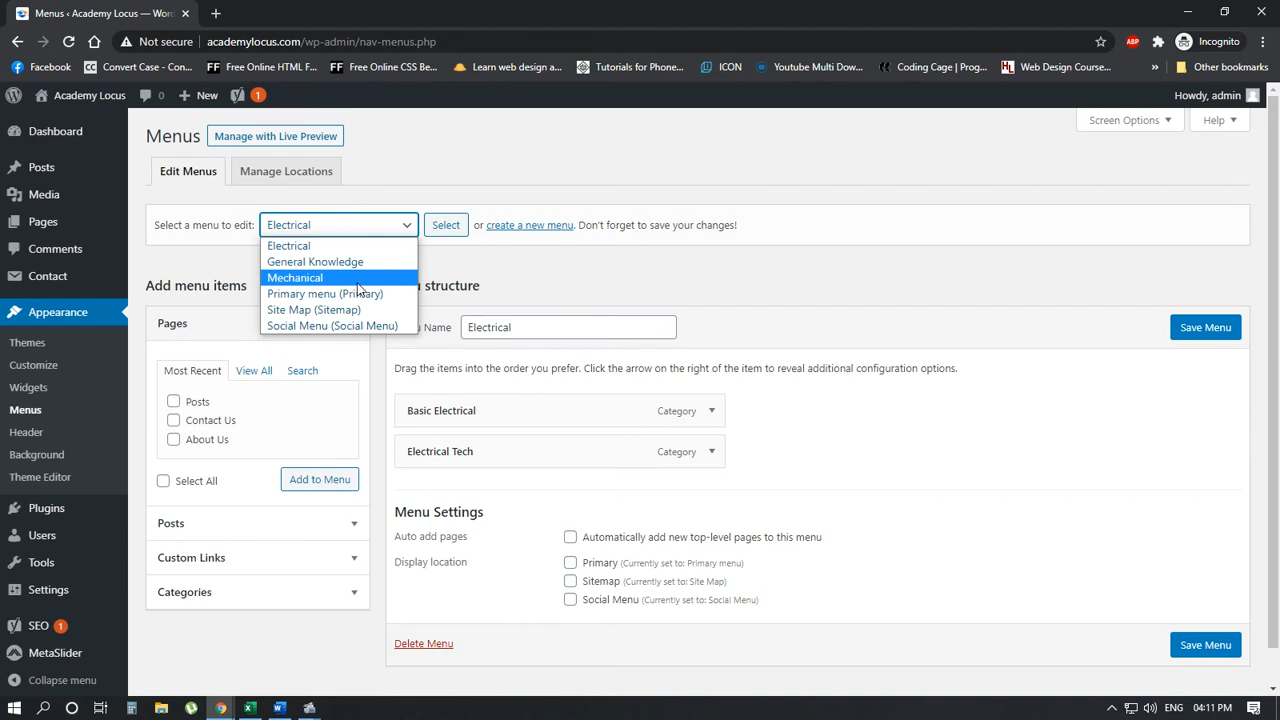 Menus ‹ Academy Locus — Wor
Not secure academylocus.com/wp-admin/nav-menus.php Incognito
Facebook Convert Case - Con... Free Online HTML F... Free Online CSS Be... Learn web design a... Tutorials for Phone... ICON Youtube Multi Dow... Coding Cage | Prog... Web Design Course... » Other bookmarks
Academy Locus 0 New 1 Howdy, admin
Screen Options Help
Dashboard
Posts
Media
Pages
Comments
Contact
Appearance
Themes
Customize
Widgets
Menus
Header
Background
Theme Editor
Plugins
Users
Tools
Settings
SEO 1
MetaSlider
Collapse menu
Menus Manage with Live Preview
Edit Menus Manage Locations
Select a menu to edit: Electrical Select or create a new menu. Don't forget to save your changes!
Electrical
General Knowledge
Mechanical
Primary menu (Primary)
Site Map (Sitemap)
Social Menu (Social Menu)
Add menu items
Pages
Most Recent View All Search
Posts
Contact Us
About Us
Select All Add to Menu
Posts
Custom Links
Categories
structure
Name Electrical Save Menu
Drag the items into the order you prefer. Click the arrow on the right of the item to reveal additional configuration options.
Basic Electrical Category
Electrical Tech Category
Menu Settings
Auto add pages Automatically add new top-level pages to this menu
Display location Primary (Currently set to: Primary menu)
Sitemap (Currently set to: Site Map)
Social Menu (Currently set to: Social Menu)
Delete Menu Save Menu
ENG 04:11 PM